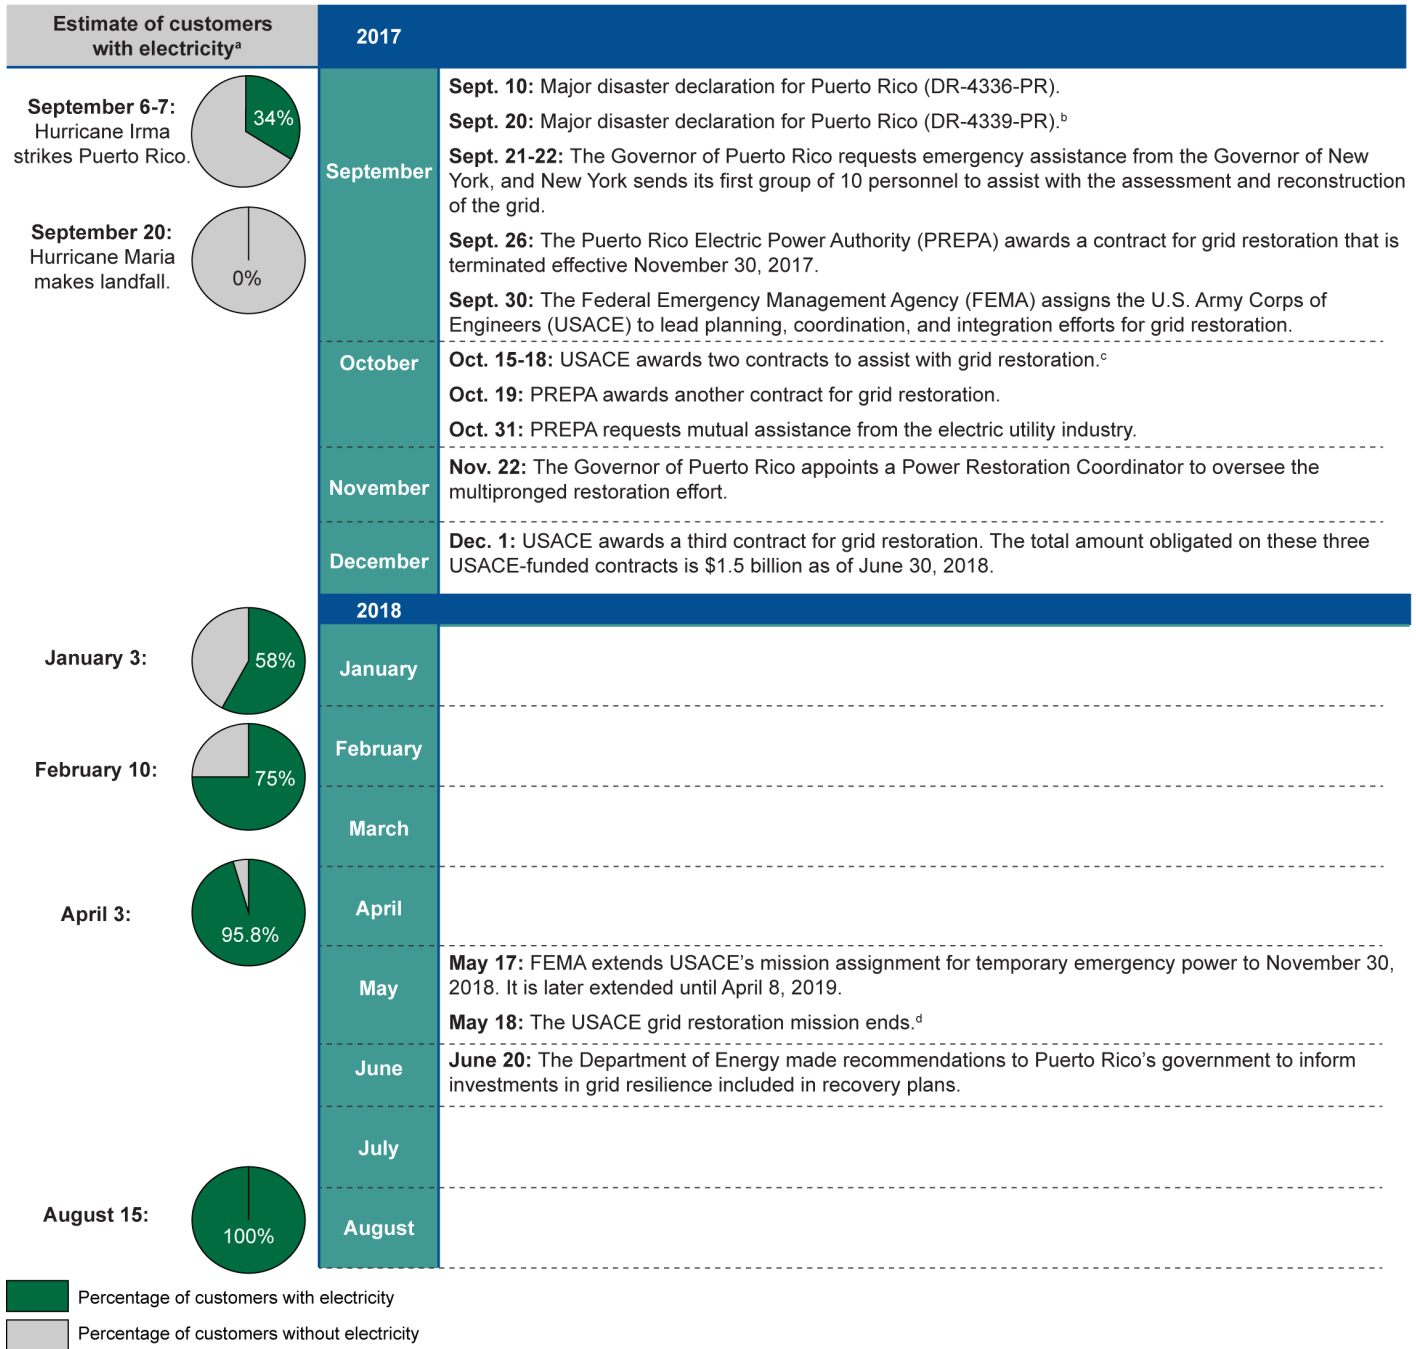 Estimate of customers
with electricityᵃ
2017
September 6-7:
Hurricane Irma
strikes Puerto Rico.
34%
September 20:
Hurricane Maria
makes landfall.
0%
September
Sept. 10: Major disaster declaration for Puerto Rico (DR-4336-PR).
Sept. 20: Major disaster declaration for Puerto Rico (DR-4339-PR).ᵇ
Sept. 21-22: The Governor of Puerto Rico requests emergency assistance from the Governor of New
York, and New York sends its first group of 10 personnel to assist with the assessment and reconstruction
of the grid.
Sept. 26: The Puerto Rico Electric Power Authority (PREPA) awards a contract for grid restoration that is
terminated effective November 30, 2017.
Sept. 30: The Federal Emergency Management Agency (FEMA) assigns the U.S. Army Corps of
Engineers (USACE) to lead planning, coordination, and integration efforts for grid restoration.
October
Oct. 15-18: USACE awards two contracts to assist with grid restoration.ᶜ
Oct. 19: PREPA awards another contract for grid restoration.
Oct. 31: PREPA requests mutual assistance from the electric utility industry.
November
Nov. 22: The Governor of Puerto Rico appoints a Power Restoration Coordinator to oversee the
multipronged restoration effort.
December
Dec. 1: USACE awards a third contract for grid restoration. The total amount obligated on these three
USACE-funded contracts is $1.5 billion as of June 30, 2018.
2018
January 3:
58%
January
February 10:
75%
February
March
April 3:
95.8%
April
May
May 17: FEMA extends USACE’s mission assignment for temporary emergency power to November 30,
2018. It is later extended until April 8, 2019.
May 18: The USACE grid restoration mission ends.ᵈ
June
June 20: The Department of Energy made recommendations to Puerto Rico’s government to inform
investments in grid resilience included in recovery plans.
July
August 15:
100%
August
Percentage of customers with electricity
Percentage of customers without electricity